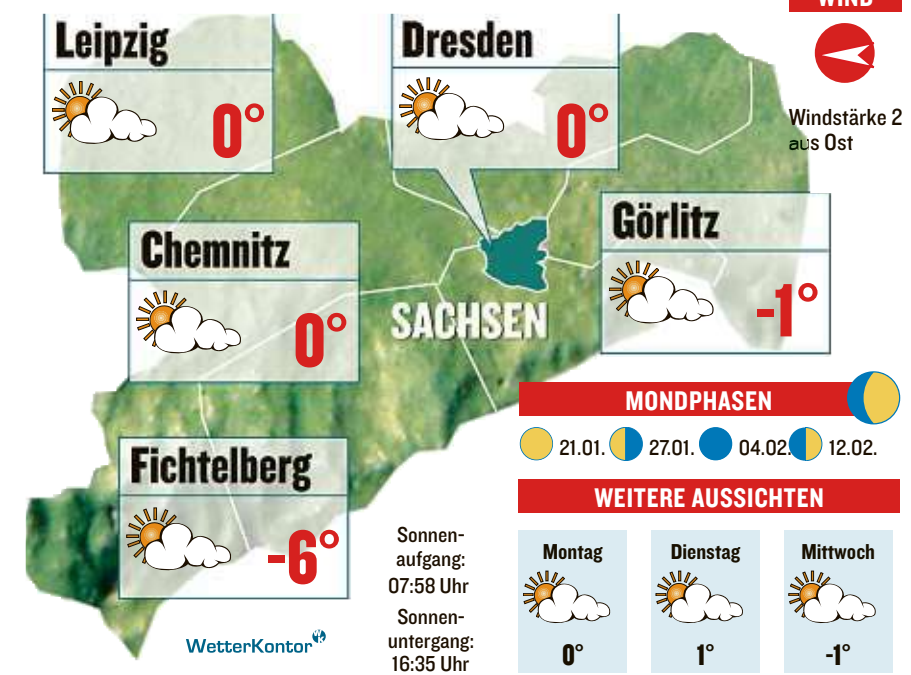 WIND
Leipzig
0°
Dresden
0°
Windstärke 2
aus Ost
Chemnitz
0°
Görlitz
-1°
SACHSEN
Fichtelberg
-6°
MONDPHASEN
21.01. 27.01. 04.02. 12.02.
WEITERE AUSSICHTEN
Montag
0°
Dienstag
1°
Mittwoch
-1°
Sonnen-
aufgang:
07:58 Uhr
Sonnen-
untergang:
16:35 Uhr
WetterKontor